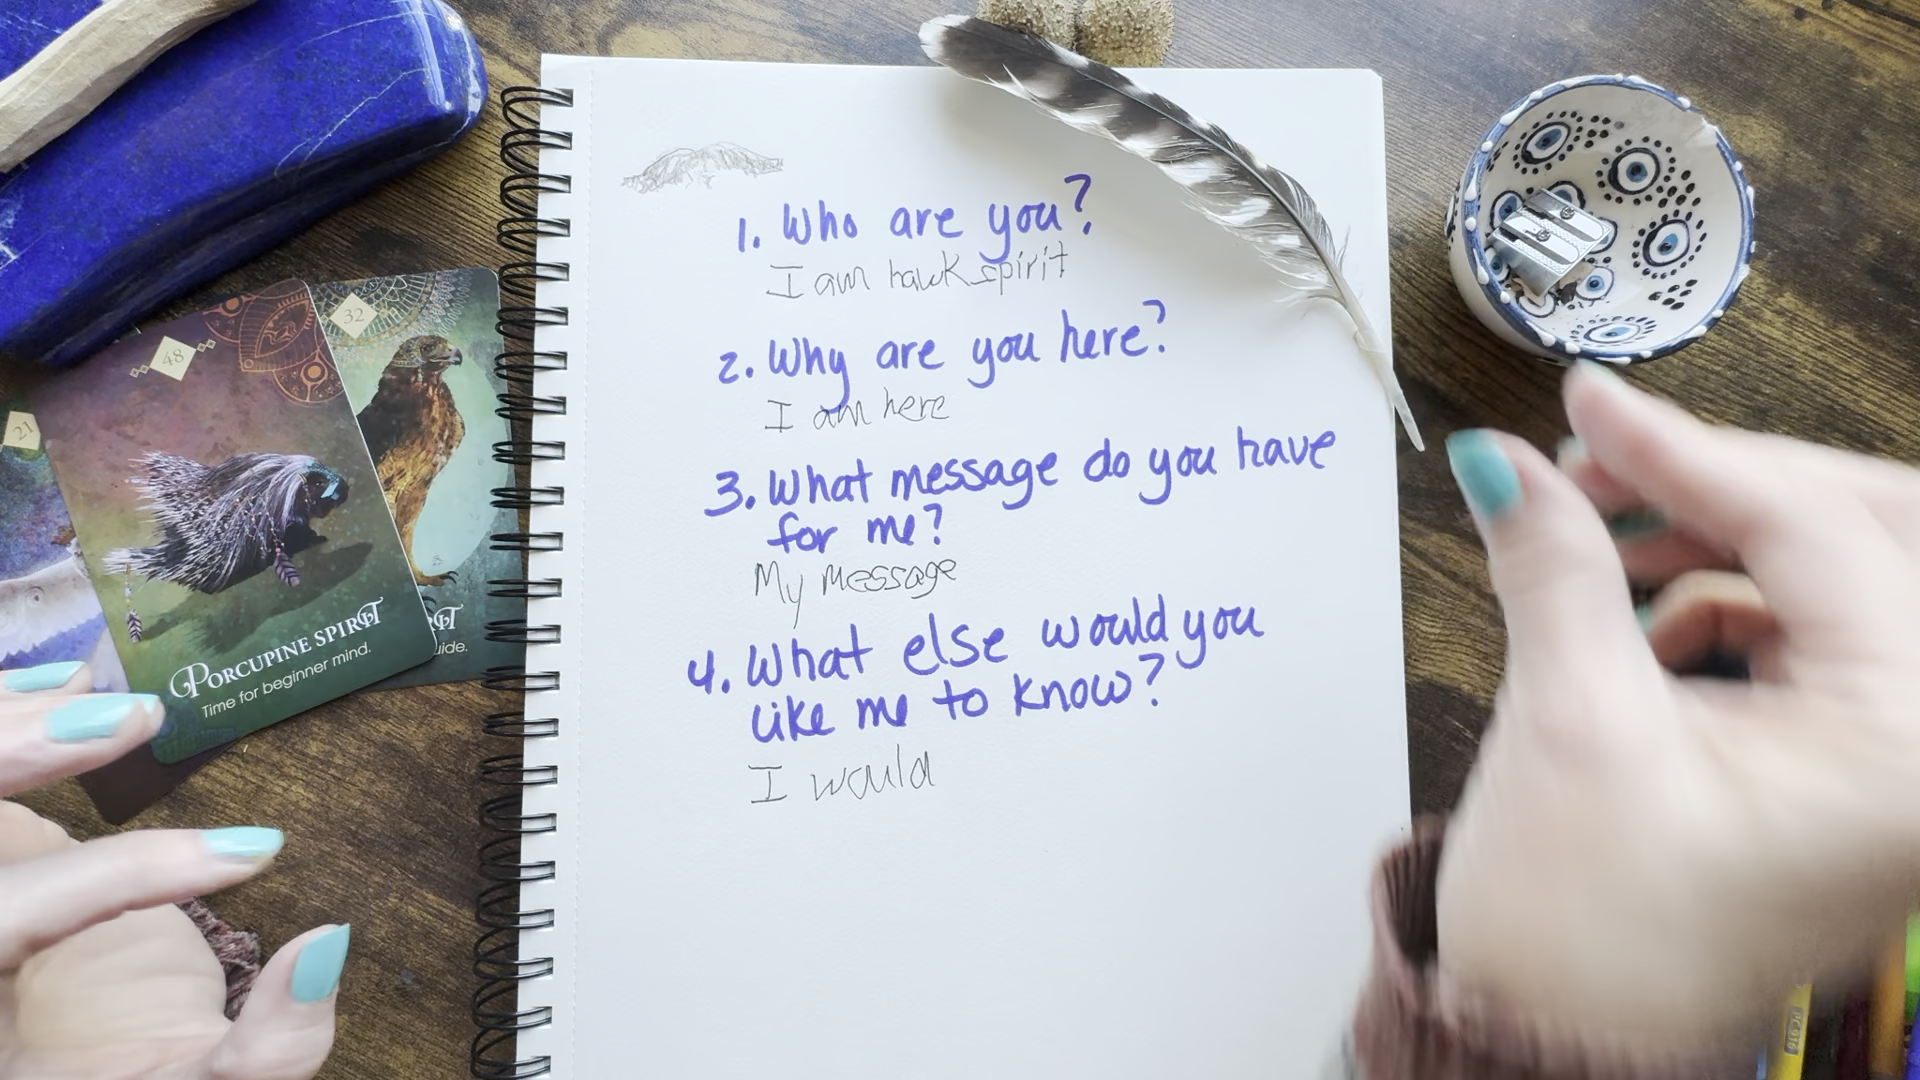 1. Who are you?
I am hawk spirit
2. Why are you here?
I am here
3. What message do you have
for me?
My message
4. What else would you
like me to know?
I would
21
48
PORCUPINE SPIRIT
Time for beginner mind.
32